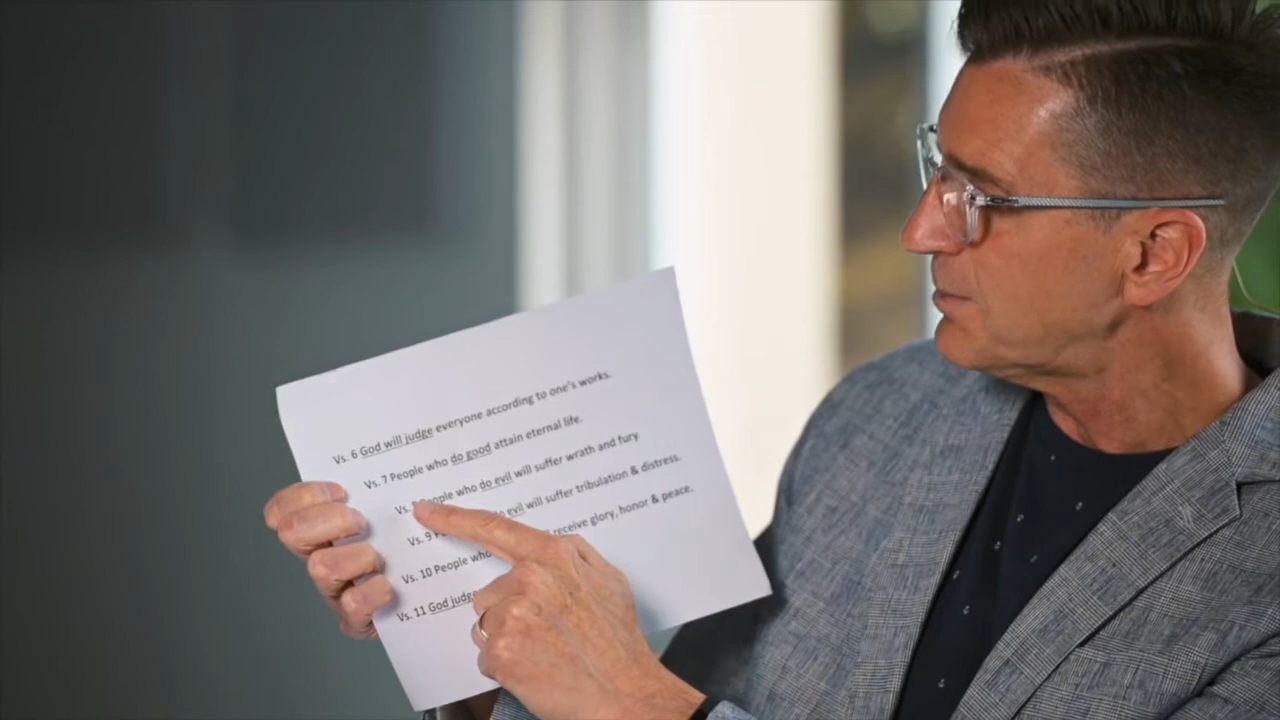 Vs. 6 God will judge everyone according to one's works.
Vs. 7 People who do good attain eternal life.
Vs. People who do evil will suffer wrath and fury.
Vs. 9 evil will suffer tribulation & distress.
Vs. 10 People who receive glory, honor & peace.
Vs. 11 God judge